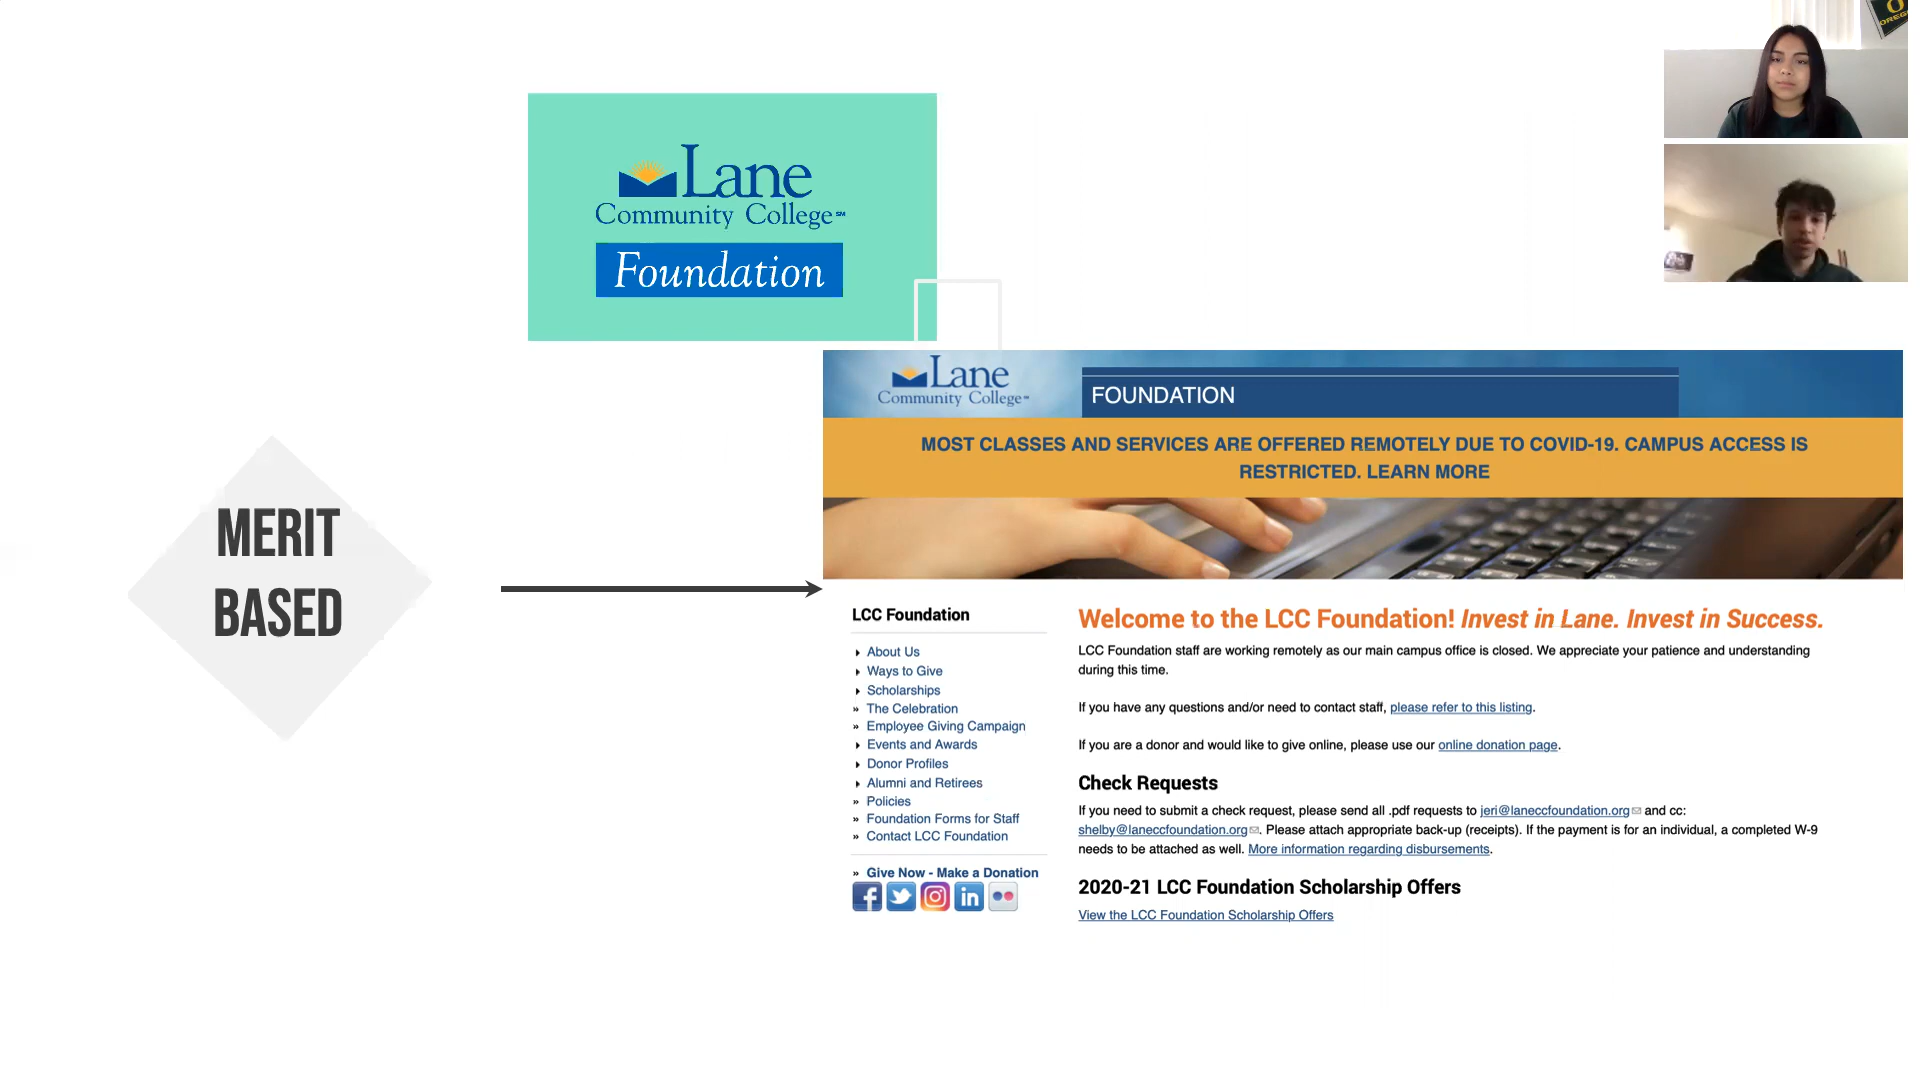 O
OREG
Lane
Community College℠
Foundation
MERIT
BASED
Lane
Community College℠
FOUNDATION
MOST CLASSES AND SERVICES ARE OFFERED REMOTELY DUE TO COVID-19. CAMPUS ACCESS IS
RESTRICTED. LEARN MORE
LCC Foundation
About Us
Ways to Give
Scholarships
» The Celebration
» Employee Giving Campaign
Events and Awards
Donor Profiles
Alumni and Retirees
» Policies
» Foundation Forms for Staff
» Contact LCC Foundation
» Give Now - Make a Donation
Welcome to the LCC Foundation! Invest in Lane. Invest in Success.
LCC Foundation staff are working remotely as our main campus office is closed. We appreciate your patience and understanding
during this time.
If you have any questions and/or need to contact staff, please refer to this listing.
If you are a donor and would like to give online, please use our online donation page.
Check Requests
If you need to submit a check request, please send all .pdf requests to jeri@laneccfoundation.org and cc:
shelby@laneccfoundation.org. Please attach appropriate back-up (receipts). If the payment is for an individual, a completed W-9
needs to be attached as well. More information regarding disbursements.
2020-21 LCC Foundation Scholarship Offers
View the LCC Foundation Scholarship Offers